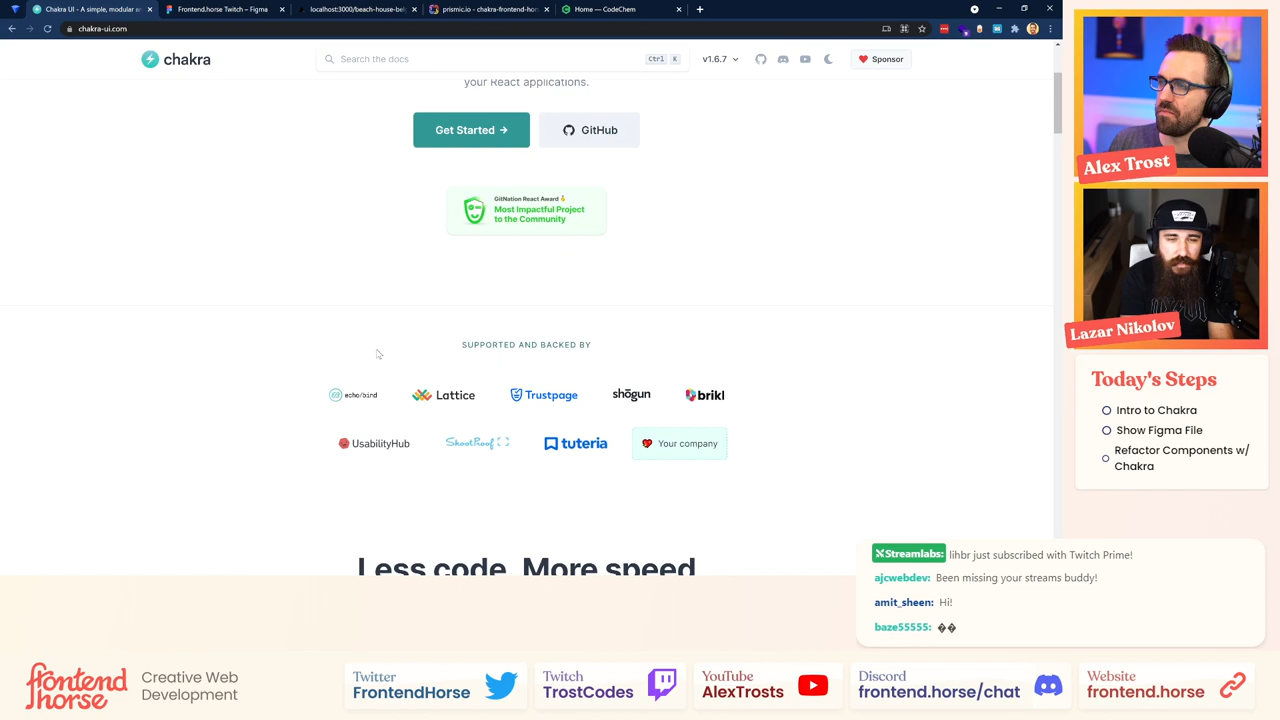 Chakra UI - A simple, modular an
Frontend.horse Twitch – Figma
localhost:3000/beach-house-bel
prismic.io - chakra-frontend-hor
Home — CodeChem
chakra-ui.com
chakra
Search the docs
Ctrl K
v1.6.7
Sponsor
your React applications.
Get Started →
GitHub
GitNation React Award
Most Impactful Project
to the Community
SUPPORTED AND BACKED BY
echo/bind
Lattice
Trustpage
shōgun
brikl
UsabilityHub
ShootProof
tuteria
Your company
Less code. More speed
Alex Trost
Lazar Nikolov
Today's Steps
Intro to Chakra
Show Figma File
Refactor Components w/
Chakra
Streamlabs: lihbr just subscribed with Twitch Prime!
ajcwebdev: Been missing your streams buddy!
amit_sheen: Hi!
baze55555: ��
frontend
horse
Creative Web
Development
Twitter
FrontendHorse
Twitch
TrostCodes
YouTube
AlexTrosts
Discord
frontend.horse/chat
Website
frontend.horse